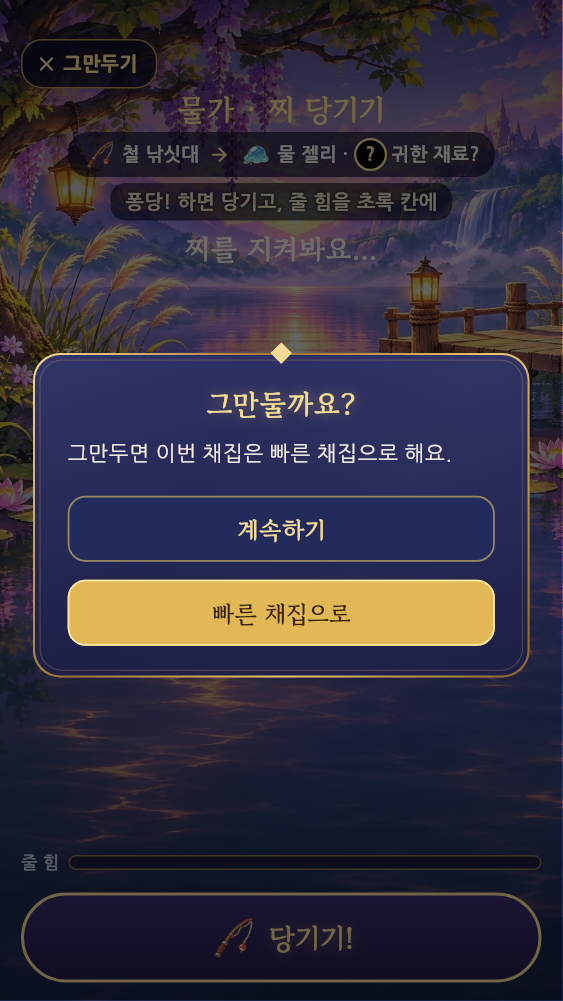 × 그만두기
물가 · 찌 당기기
철 낚싯대 → 물 젤리 · ? 귀한 재료?
퐁당! 하면 당기고, 줄 힘을 초록 칸에
찌를 지켜봐요...
그만둘까요?
그만두면 이번 채집은 빠른 채집으로 해요.
계속하기
빠른 채집으로
줄 힘
당기기!